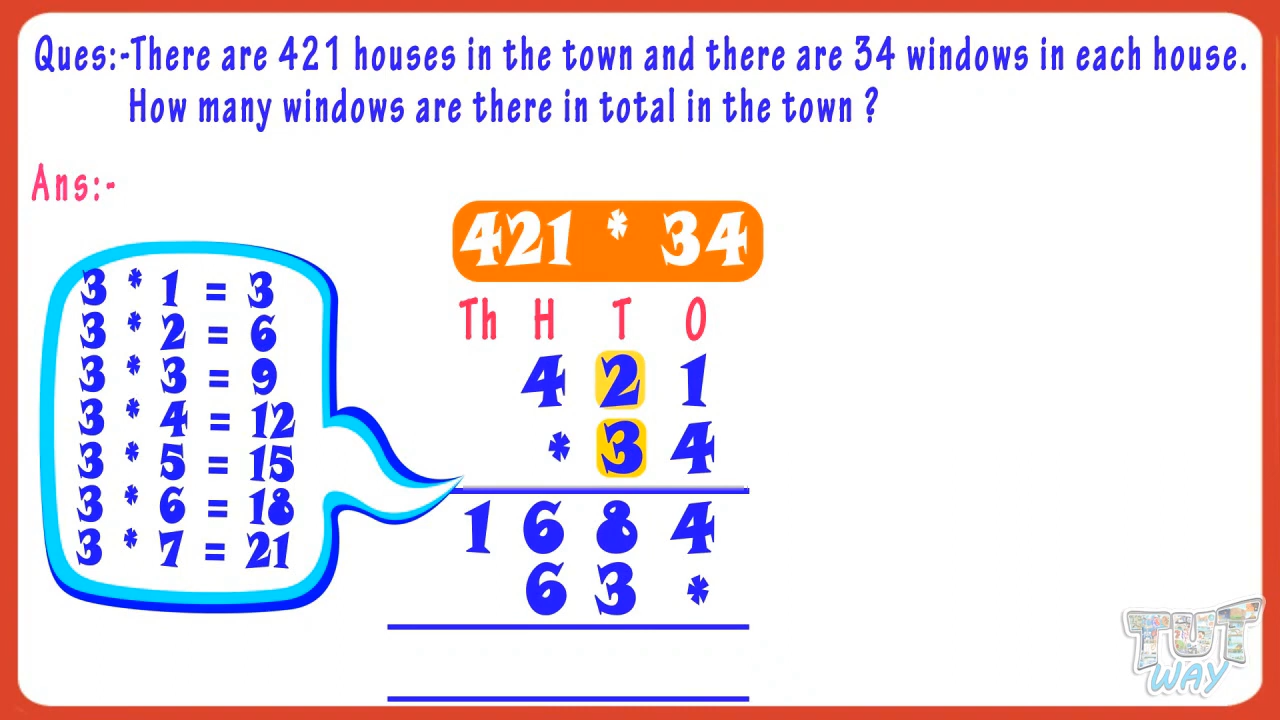 Ques:-There are 421 houses in the town and there are 34 windows in each house.
How many windows are there in total in the town ?
Ans:-
421 * 34
3 * 1 = 3
3 * 2 = 6
3 * 3 = 9
3 * 4 = 12
3 * 5 = 15
3 * 6 = 18
3 * 7 = 21
Th H T O
4 2 1
* 3 4
1 6 8 4
6 3 *
TUT
WAY